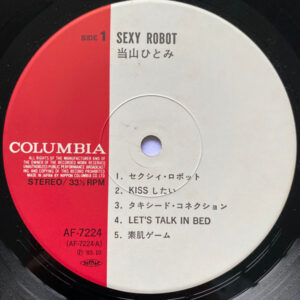 SIDE 1 SEXY ROBOT
当山ひとみ
COLUMBIA
ALL RIGHTS OF THE MANUFACTURER AND OF
THE OWNER OF THE RECORDED WORK RESERVED
UNAUTHORIZED PUBLIC PERFORMANCE BROADCASTING
AND COPYING OF THIS RECORD PROHIBITED
MADE IN JAPAN BY NIPPON COLUMBIA CO. LTD
STEREO/33⅓RPM
AF-7224
(AF-7224-A)
1. セクシィ・ロボット
2. KISS したい
3. タキシード・コネクション
4. LET'S TALK IN BED
5. 素肌ゲーム